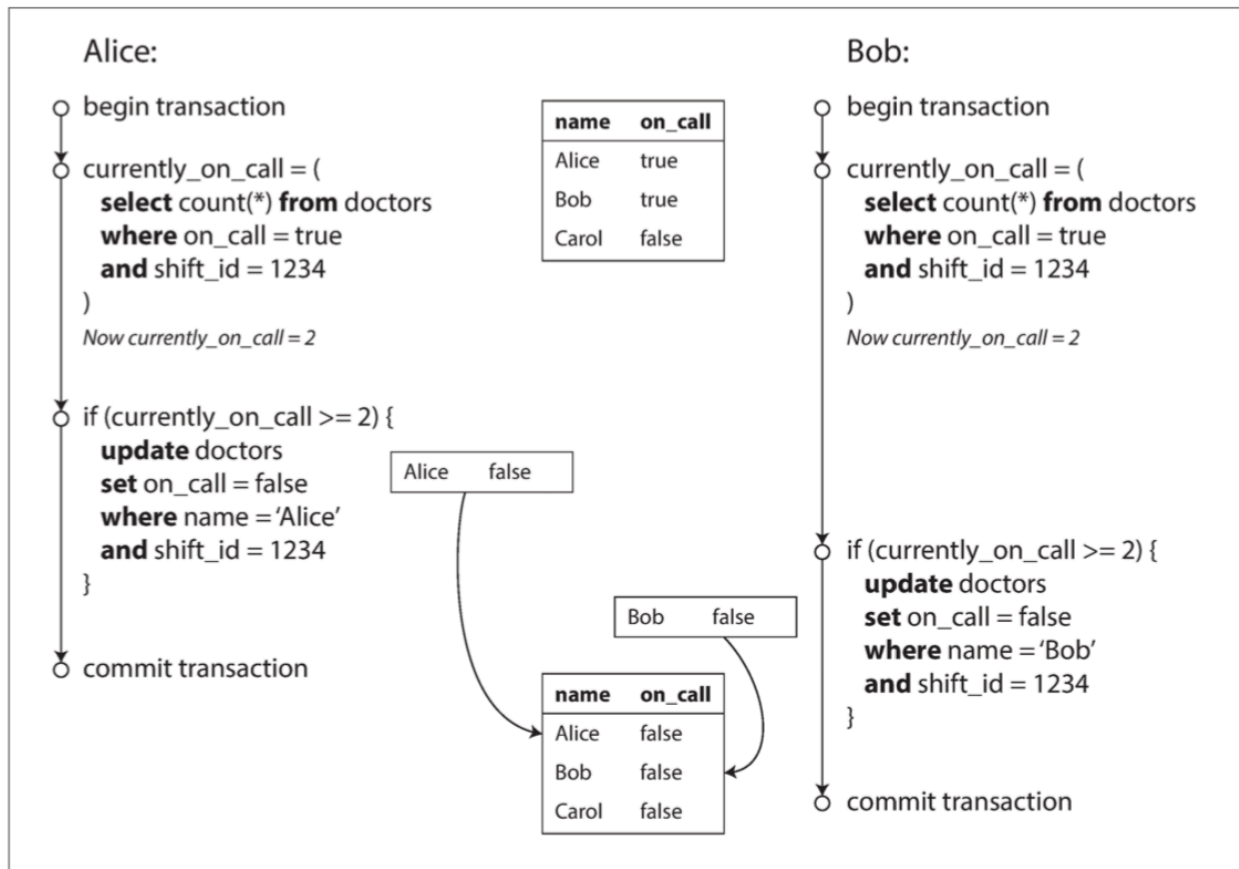 Alice:
begin transaction
currently_on_call = (
select count(*) from doctors
where on_call = true
and shift_id = 1234
)
Now currently_on_call = 2
if (currently_on_call >= 2) {
update doctors
set on_call = false
where name = ‘Alice’
and shift_id = 1234
}
commit transaction
name on_call
Alice true
Bob true
Carol false
Alice false
Bob false
name on_call
Alice false
Bob false
Carol false
Bob:
begin transaction
currently_on_call = (
select count(*) from doctors
where on_call = true
and shift_id = 1234
)
Now currently_on_call = 2
if (currently_on_call >= 2) {
update doctors
set on_call = false
where name = ‘Bob’
and shift_id = 1234
}
commit transaction